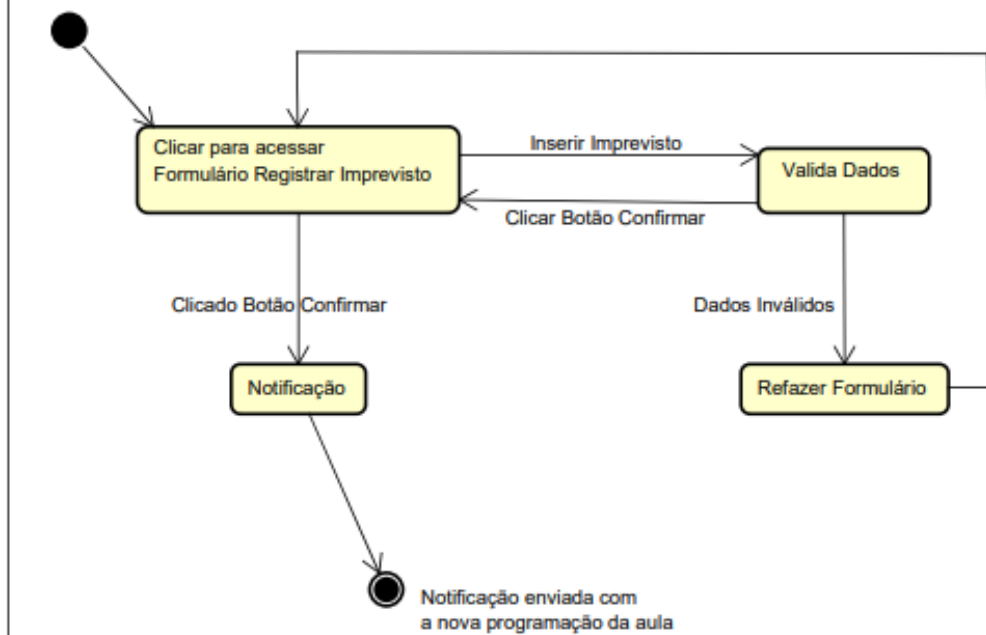 Clicar para acessar
Formulário Registrar Imprevisto
Inserir Imprevisto
Valida Dados
Clicar Botão Confirmar
Clicado Botão Confirmar
Dados Inválidos
Notificação
Refazer Formulário
Notificação enviada com
a nova programação da aula